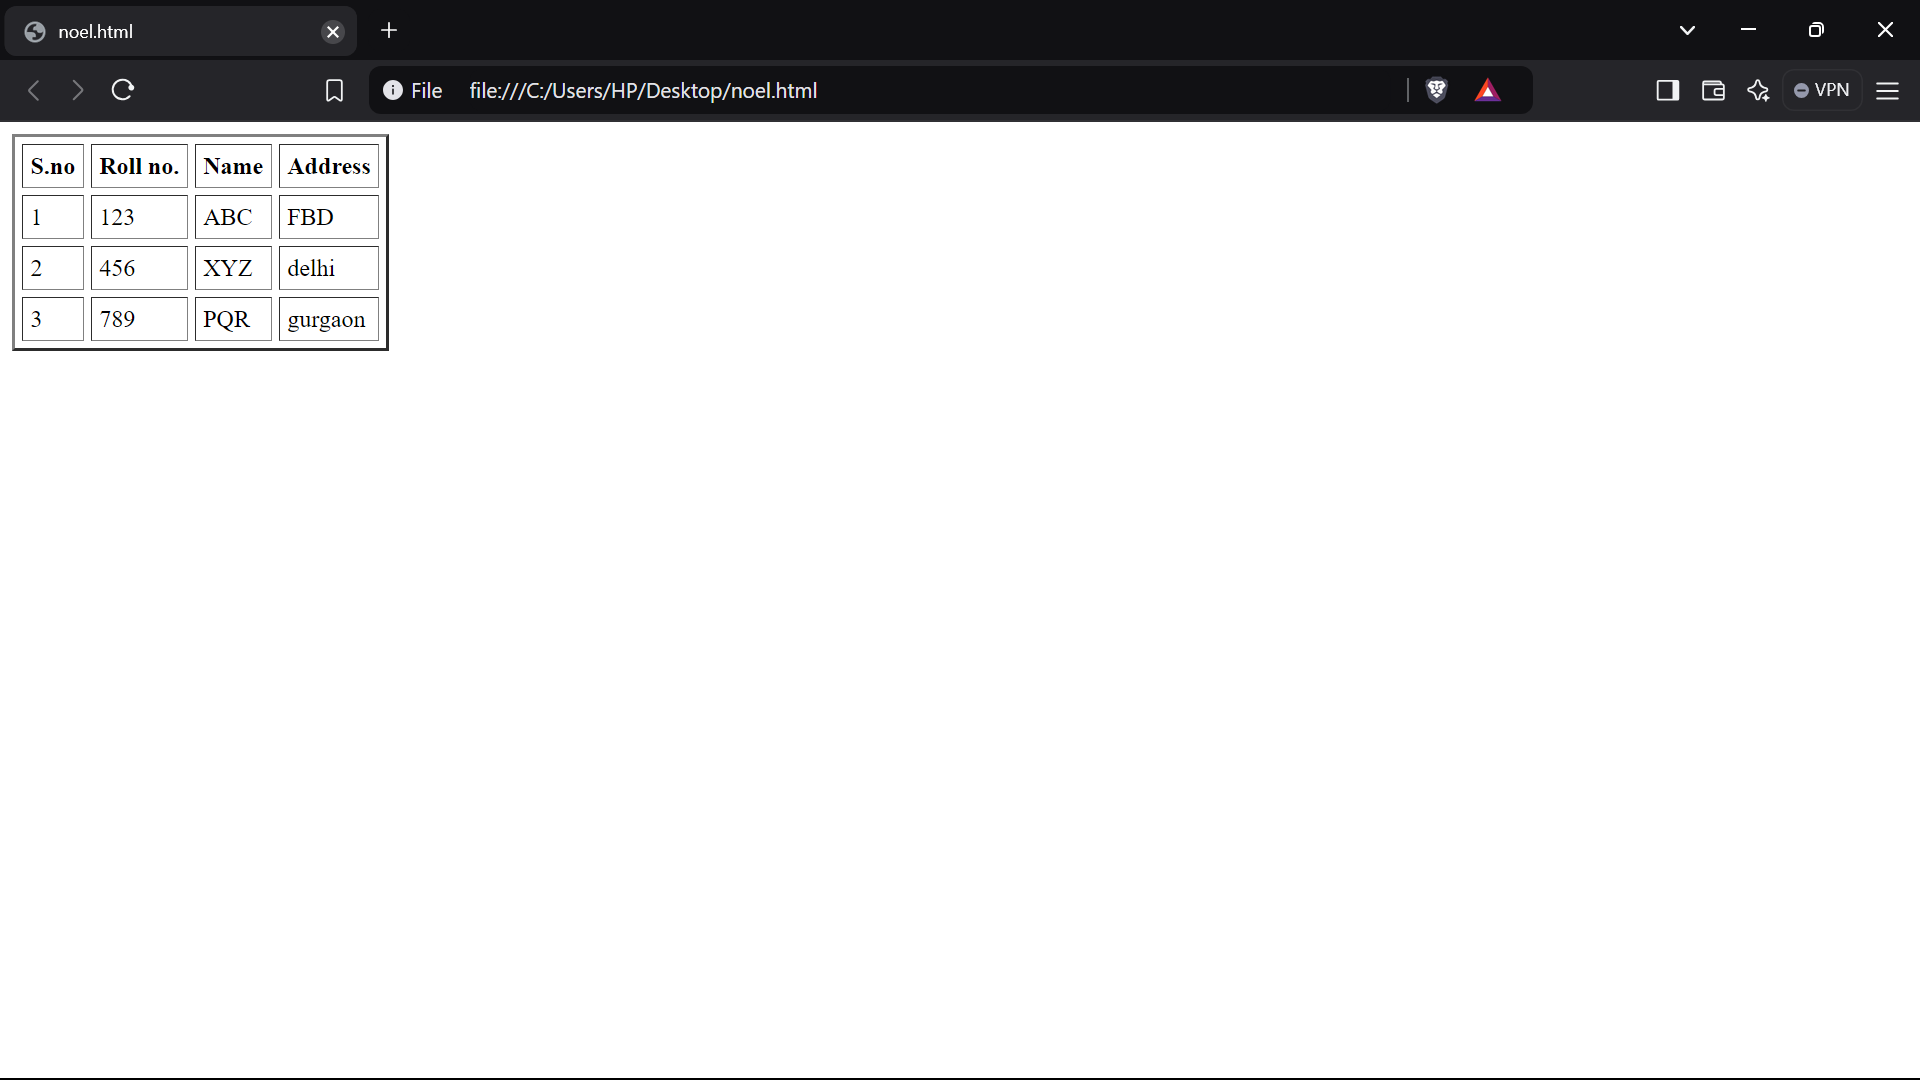 noel.html
File file:///C:/Users/HP/Desktop/noel.html
VPN
S.no Roll no. Name Address
1 123 ABC FBD
2 456 XYZ delhi
3 789 PQR gurgaon